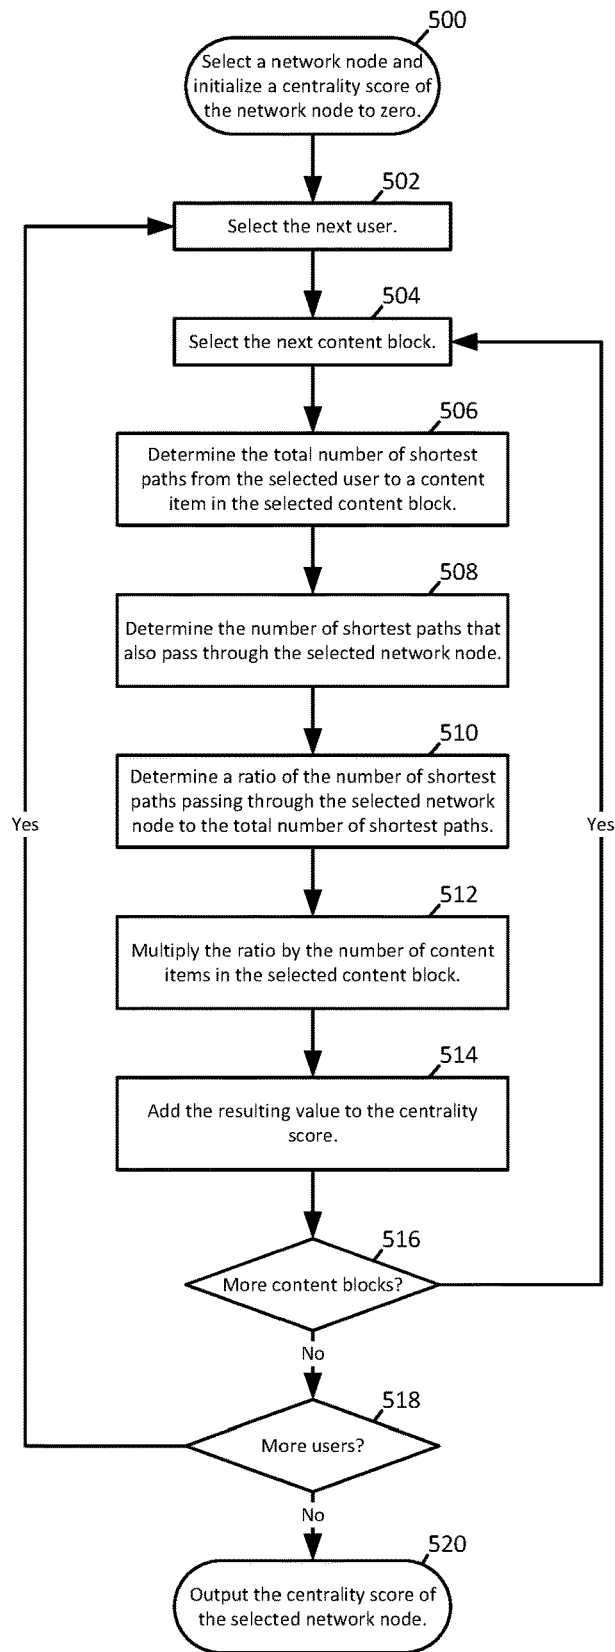 500
Select a network node and
initialize a centrality score of
the network node to zero.
502
Select the next user.
504
Select the next content block.
506
Determine the total number of shortest
paths from the selected user to a content
item in the selected content block.
508
Determine the number of shortest paths that
also pass through the selected network node.
510
Determine a ratio of the number of shortest
paths passing through the selected network
node to the total number of shortest paths.
Yes
Yes
512
Multiply the ratio by the number of content
items in the selected content block.
514
Add the resulting value to the centrality
score.
516
More content blocks?
No
518
More users?
No
520
Output the centrality score of
the selected network node.